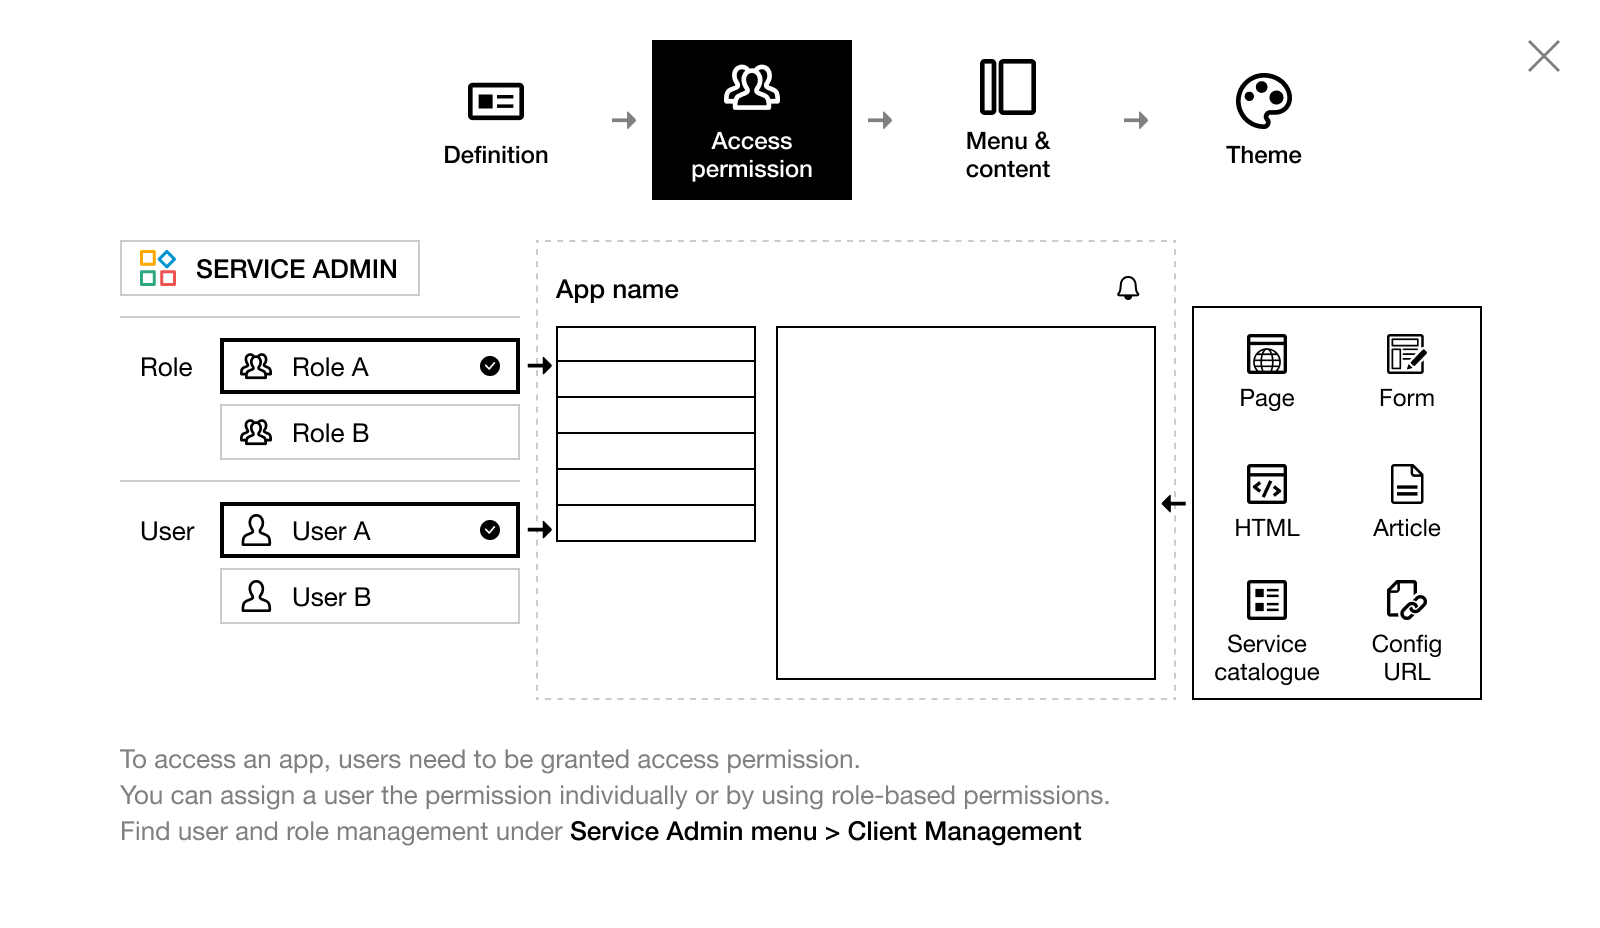 Definition
Access
permission
Menu &
content
Theme
SERVICE ADMIN
Role
Role A
Role B
User
User A
User B
App name
Page
Form
HTML
Article
Service
catalogue
Config
URL
To access an app, users need to be granted access permission.
You can assign a user the permission individually or by using role-based permissions.
Find user and role management under Service Admin menu > Client Management